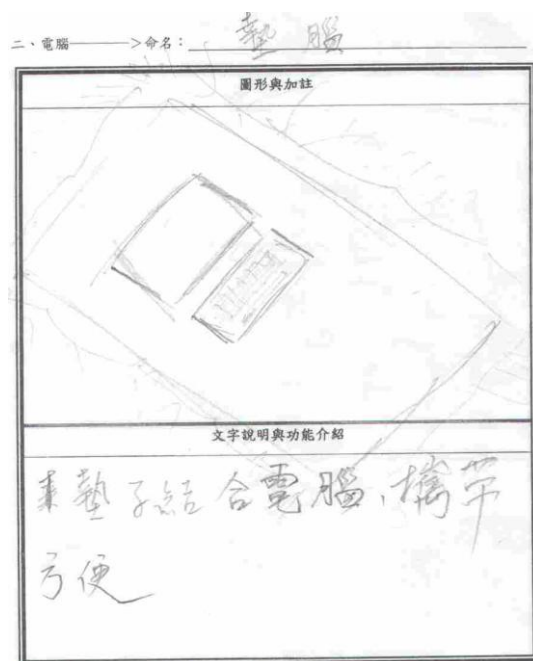 二、電腦———>命名：墊腦
圖形與加註
文字說明與功能介紹
墊子結合電腦,攜帶
方便